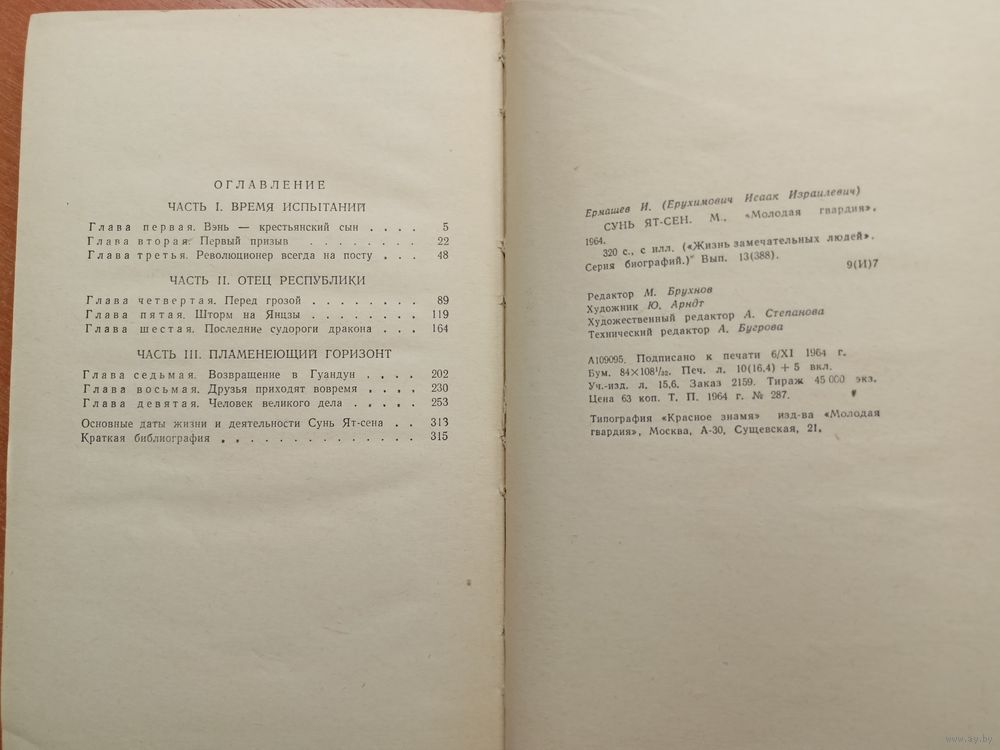 ОГЛАВЛЕНИЕ
ЧАСТЬ I. ВРЕМЯ ИСПЫТАНИЙ
Глава первая. Вэнь — крестьянский сын . . . . 5
Глава вторая. Первый призыв . . . . . . . . 22
Глава третья. Революционер всегда на посту . . . 48
ЧАСТЬ II. ОТЕЦ РЕСПУБЛИКИ
Глава четвертая. Перед грозой . . . . . . . . 89
Глава пятая. Шторм на Янцзы . . . . . . . . 119
Глава шестая. Последние судороги дракона . . . 164
ЧАСТЬ III. ПЛАМЕНЕЮЩИЙ ГОРИЗОНТ
Глава седьмая. Возвращение в Гуандун . . . . 202
Глава восьмая. Друзья приходят вовремя . . . . 230
Глава девятая. Человек великого дела . . . . . 253
Основные даты жизни и деятельности Сунь Ят-сена . . 313
Краткая библиография . . . . . . . . . . . . . 315
Ермашев И. (Ерухимович Исаак Израилевич)
СУНЬ ЯТ-СЕН. М., «Молодая гвардия»,
1964.
320 с., с илл. («Жизнь замечательных людей».
Серия биографий.)" Вып. 13(388).
9(И)7
Редактор М. Брухнов
Художник Ю. Арндт
Художественный редактор А. Степанова
Технический редактор А. Бугрова
А109095. Подписано к печати 6/XI 1964 г.
Бум. 84×108¹/₃₂. Печ. л. 10(16,4) + 5 вкл.
Уч.-изд. л. 15,6. Заказ 2159. Тираж 45 000 экз.
Цена 63 коп. Т. П. 1964 г. № 287.
Типография «Красное знамя» изд-ва «Молодая
гвардия», Москва, А-30, Сущевская, 21.
www.ay.by